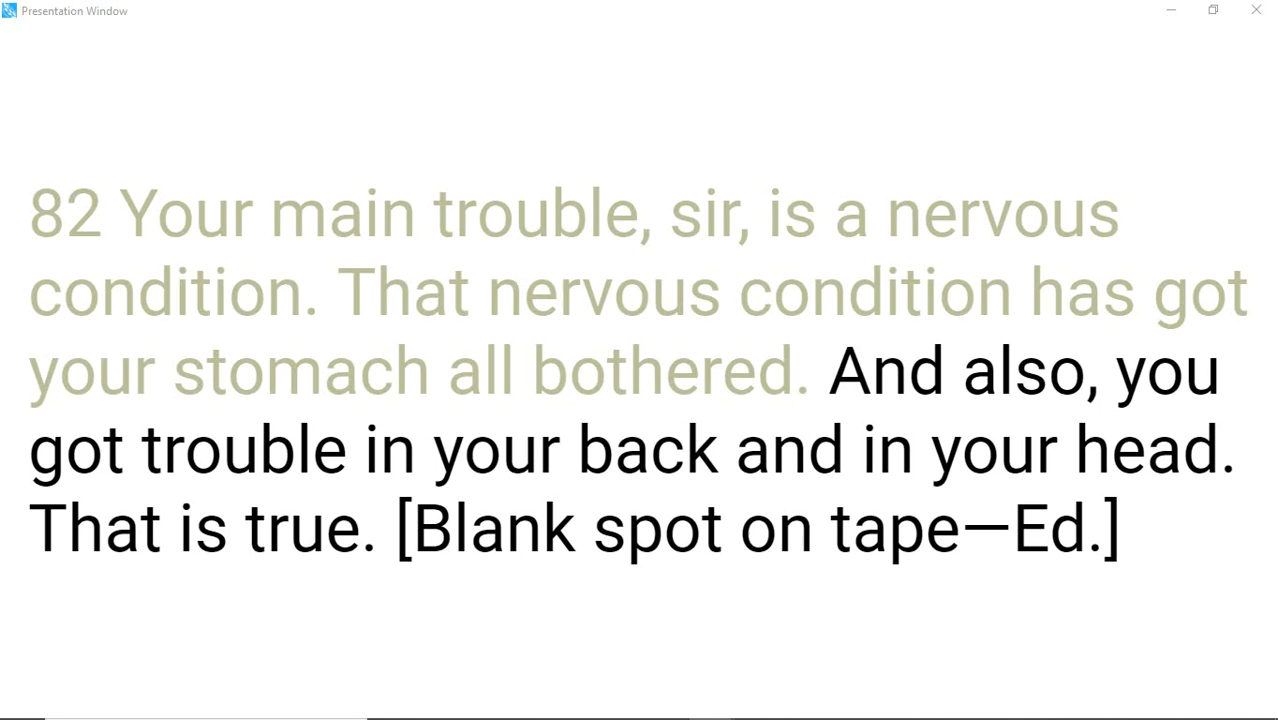 Presentation Window
82 Your main trouble, sir, is a nervous
condition. That nervous condition has got
your stomach all bothered. And also, you
got trouble in your back and in your head.
That is true. [Blank spot on tape—Ed.]